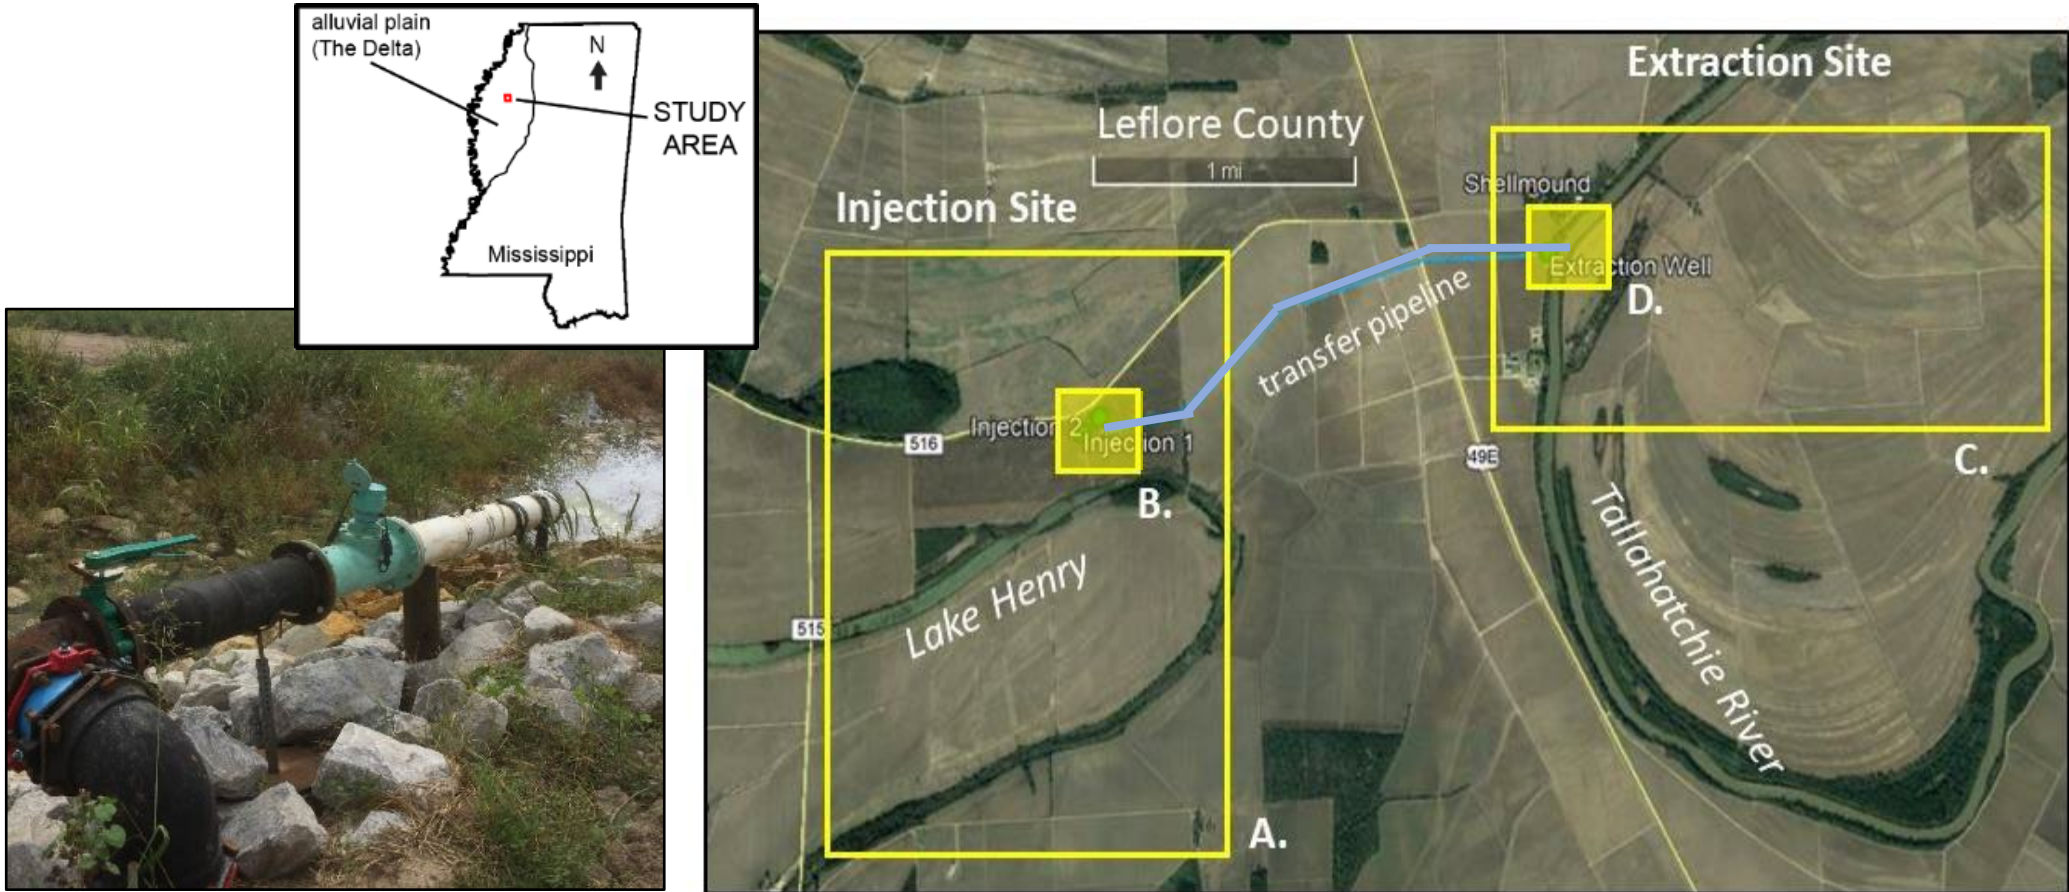 alluvial plain
(The Delta)
N
STUDY
AREA
Mississippi
Extraction Site
Leflore County
1 mi
Shellmound
Injection Site
Extraction Well
D.
transfer pipeline
Injection 2
Injection 1
516
49E
C.
B.
Tallahatchie River
Lake Henry
515
A.